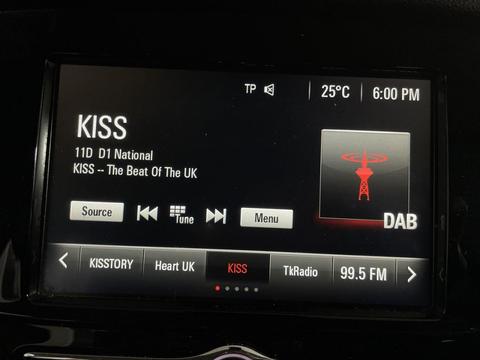 TP 25°C 6:00 PM
KISS
11D D1 National
KISS -- The Beat Of The UK
Source Tune Menu
DAB
KISSTORY Heart UK KISS TkRadio 99.5 FM